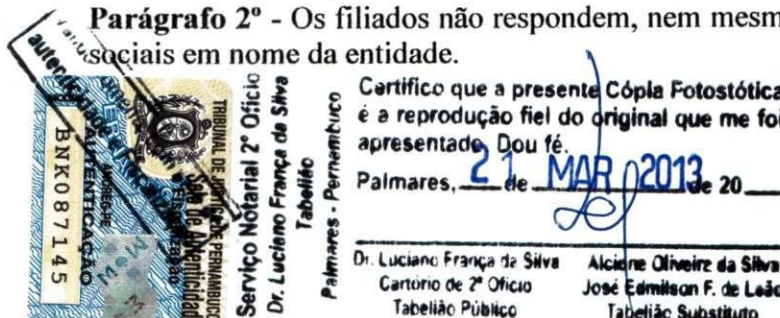 Parágrafo 2º - Os filiados não respondem, nem mesm
sociais em nome da entidade.
TRIBUNAL DE JUSTIÇA DE PERNAMBUCO
AUTENTICAÇÃO
BNK087145
Serviço Notarial 2º Ofício
Dr. Luciano França da Silva
Tabelião
Palmares - Pernambuco
Certifico que a presente Cópia Fotostótica
é a reprodução fiel do original que me foi
apresentado, Dou fé.
Palmares, 21 de MAR 2013 de 20
Dr. Luciano França da Silva
Cartório de 2º Ofício
Tabelião Público
Alciene Oliveira da Silva
José Edmilson F. de Leão
Tabelião Substituto